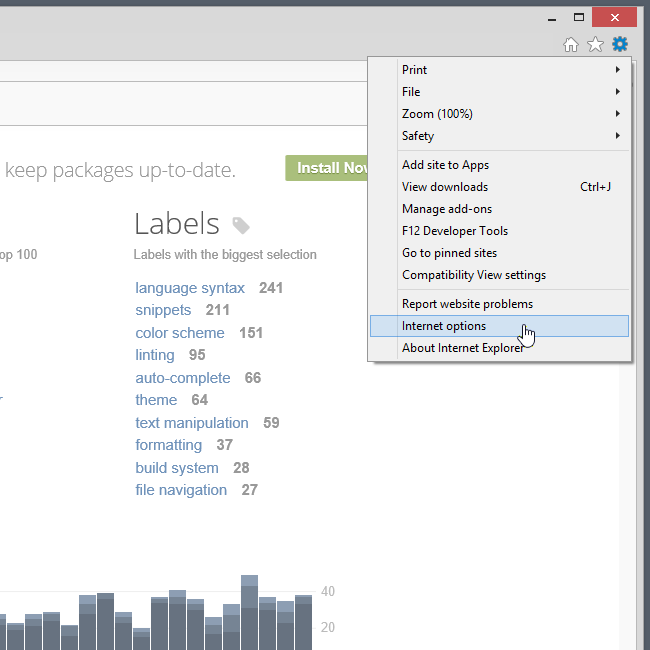 Print
File
Zoom (100%)
Safety
Add site to Apps
View downloads Ctrl+J
Manage add-ons
F12 Developer Tools
Go to pinned sites
Compatibility View settings
Report website problems
Internet options
About Internet Explorer
keep packages up-to-date.
Install Now
Labels
op 100
Labels with the biggest selection
language syntax 241
snippets 211
color scheme 151
linting 95
auto-complete 66
theme 64
text manipulation 59
formatting 37
build system 28
file navigation 27
40
20